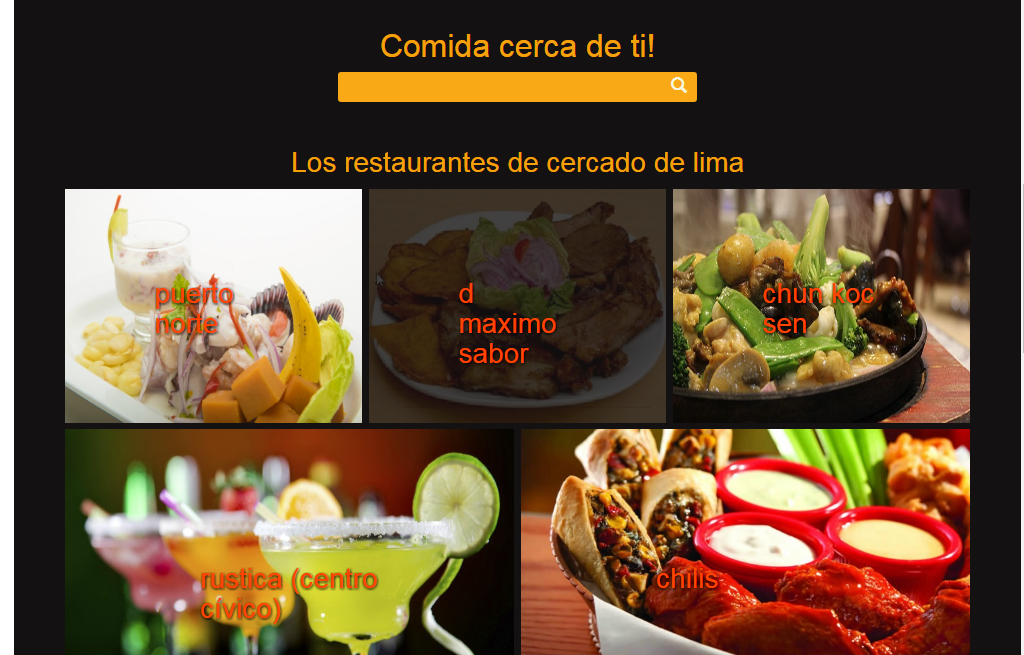 Comida cerca de ti!
Los restaurantes de cercado de lima
puerto
norte
d
maximo
sabor
chun koc
sen
rustica (centro
cívico)
chilis